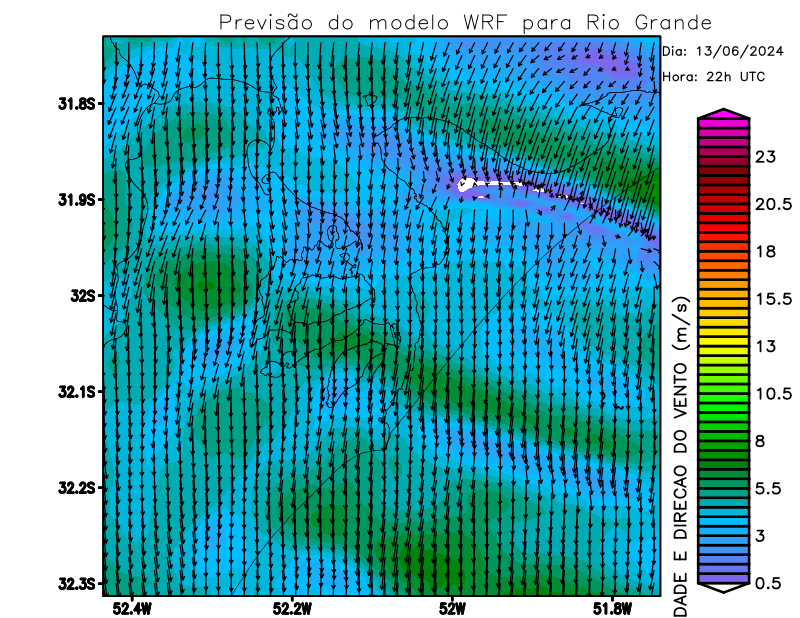 Previsão do modelo WRF para Rio Grande
Dia: 13/06/2024
Hora: 22h UTC
31.8S
31.9S
32S
32.1S
32.2S
32.3S
52.4W
52.2W
52W
51.8W
23
20.5
18
15.5
13
10.5
8
5.5
3
0.5
DADE E DIRECAO DO VENTO (m/s)